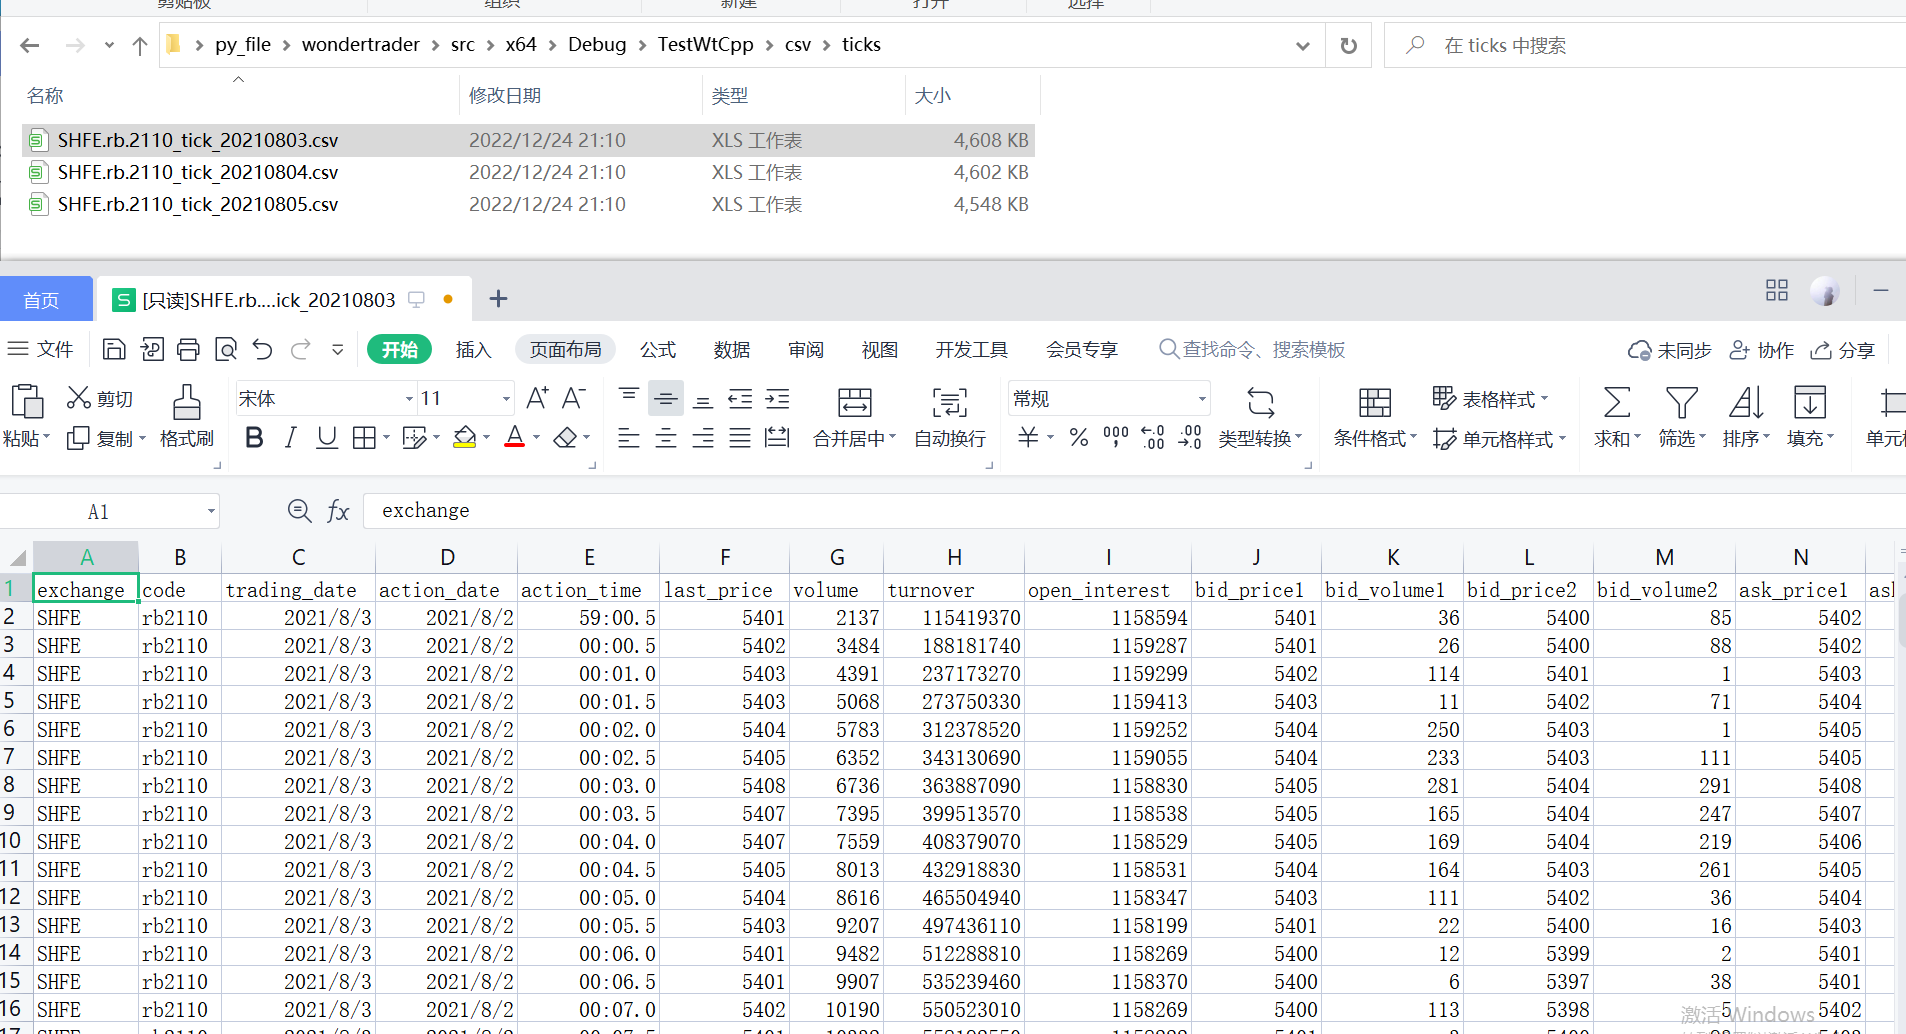 剪贴板 组织 新建 打开 选择
py_file wondertrader src x64 Debug TestWtCpp csv ticks 在 ticks 中搜索
名称 修改日期 类型 大小
SHFE.rb.2110_tick_20210803.csv 2022/12/24 21:10 XLS 工作表 4,608 KB
SHFE.rb.2110_tick_20210804.csv 2022/12/24 21:10 XLS 工作表 4,602 KB
SHFE.rb.2110_tick_20210805.csv 2022/12/24 21:10 XLS 工作表 4,548 KB
首页 S [只读]SHFE.rb....ick_20210803
文件 开始 插入 页面布局 公式 数据 审阅 视图 开发工具 会员专享 查找命令、搜索模板 未同步 协作 分享
剪切 宋体 11 A+ A- 常规 表格样式
粘贴 复制 格式刷 B I U A 合并居中 自动换行 ¥ % 类型转换 条件格式 单元格样式 求和 筛选 排序 填充
A1 fx exchange
A B C D E F G H I J K L M N
1 exchange code trading_date action_date action_time last_price volume turnover open_interest bid_price1 bid_volume1 bid_price2 bid_volume2 ask_price1
2 SHFE rb2110 2021/8/3 2021/8/2 59:00.5 5401 2137 115419370 1158594 5401 36 5400 85 5402
3 SHFE rb2110 2021/8/3 2021/8/2 00:00.5 5402 3484 188181740 1159287 5401 26 5400 88 5402
4 SHFE rb2110 2021/8/3 2021/8/2 00:01.0 5403 4391 237173270 1159299 5402 114 5401 1 5403
5 SHFE rb2110 2021/8/3 2021/8/2 00:01.5 5403 5068 273750330 1159413 5403 11 5402 71 5404
6 SHFE rb2110 2021/8/3 2021/8/2 00:02.0 5404 5783 312378520 1159252 5404 250 5403 1 5405
7 SHFE rb2110 2021/8/3 2021/8/2 00:02.5 5405 6352 343130690 1159055 5404 233 5403 111 5405
8 SHFE rb2110 2021/8/3 2021/8/2 00:03.0 5408 6736 363887090 1158830 5405 281 5404 291 5408
9 SHFE rb2110 2021/8/3 2021/8/2 00:03.5 5407 7395 399513570 1158538 5405 165 5404 247 5407
10 SHFE rb2110 2021/8/3 2021/8/2 00:04.0 5407 7559 408379070 1158529 5405 169 5404 219 5406
11 SHFE rb2110 2021/8/3 2021/8/2 00:04.5 5405 8013 432918830 1158531 5404 164 5403 261 5405
12 SHFE rb2110 2021/8/3 2021/8/2 00:05.0 5404 8616 465504940 1158347 5403 111 5402 36 5404
13 SHFE rb2110 2021/8/3 2021/8/2 00:05.5 5403 9207 497436110 1158199 5401 22 5400 16 5403
14 SHFE rb2110 2021/8/3 2021/8/2 00:06.0 5401 9482 512288810 1158269 5400 12 5399 2 5401
15 SHFE rb2110 2021/8/3 2021/8/2 00:06.5 5401 9907 535239460 1158370 5400 6 5397 38 5401
16 SHFE rb2110 2021/8/3 2021/8/2 00:07.0 5402 10190 550523010 1158269 5400 113 5398 5 5402
激活 Windows